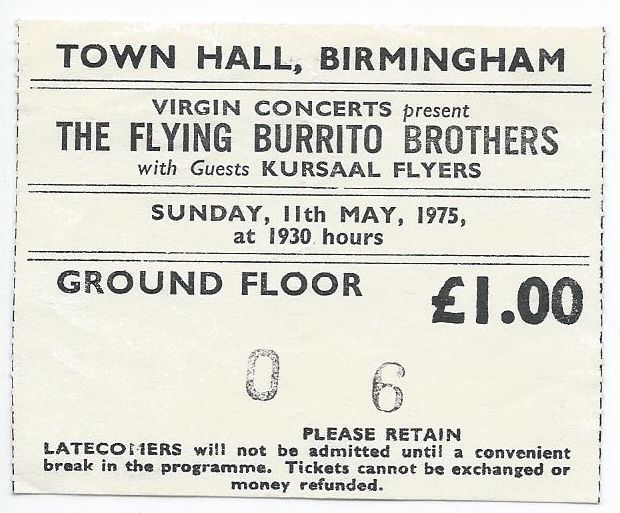 TOWN HALL, BIRMINGHAM
VIRGIN CONCERTS present
THE FLYING BURRITO BROTHERS
with Guests KURSAAL FLYERS
SUNDAY, 11th MAY, 1975,
at 1930 hours
GROUND FLOOR £1.00
O 6
PLEASE RETAIN
LATECOMERS will not be admitted until a convenient
break in the programme. Tickets cannot be exchanged or
money refunded.